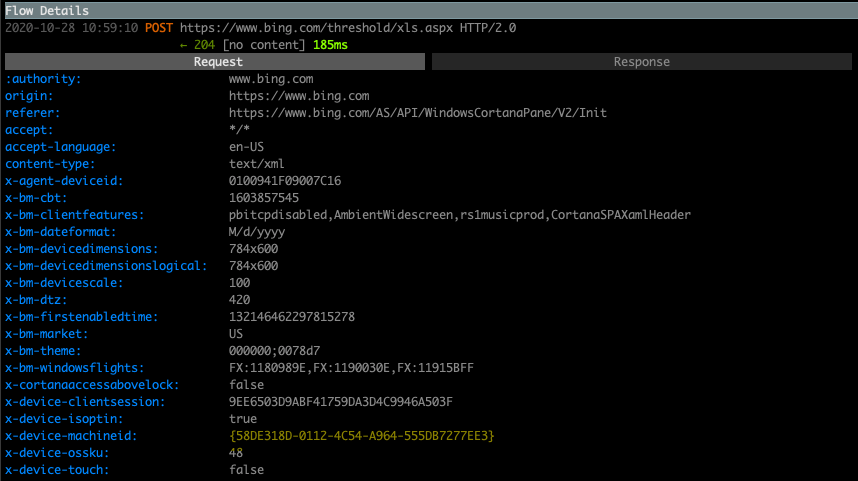 Flow Details
2020-10-28 10:59:10 POST https://www.bing.com/threshold/xls.aspx HTTP/2.0
← 204 [no content] 185ms
Request Response
:authority: www.bing.com
origin: https://www.bing.com
referer: https://www.bing.com/AS/API/WindowsCortanaPane/V2/Init
accept: */*
accept-language: en-US
content-type: text/xml
x-agent-deviceid: 0100941F09007C16
x-bm-cbt: 1603857545
x-bm-clientfeatures: pbitcpdisabled,AmbientWidescreen,rs1musicprod,CortanaSPAXamlHeader
x-bm-dateformat: M/d/yyyy
x-bm-devicedimensions: 784x600
x-bm-devicedimensionslogical: 784x600
x-bm-devicescale: 100
x-bm-dtz: 420
x-bm-firstenabledtime: 132146462297815278
x-bm-market: US
x-bm-theme: 000000;0078d7
x-bm-windowsflights: FX:1180989E,FX:1190030E,FX:11915BFF
x-cortanaaccessabovelock: false
x-device-clientsession: 9EE6503D9ABF41759DA3D4C9946A503F
x-device-isoptin: true
x-device-machineid: {58DE318D-0112-4C54-A964-555DB7277EE3}
x-device-ossku: 48
x-device-touch: false